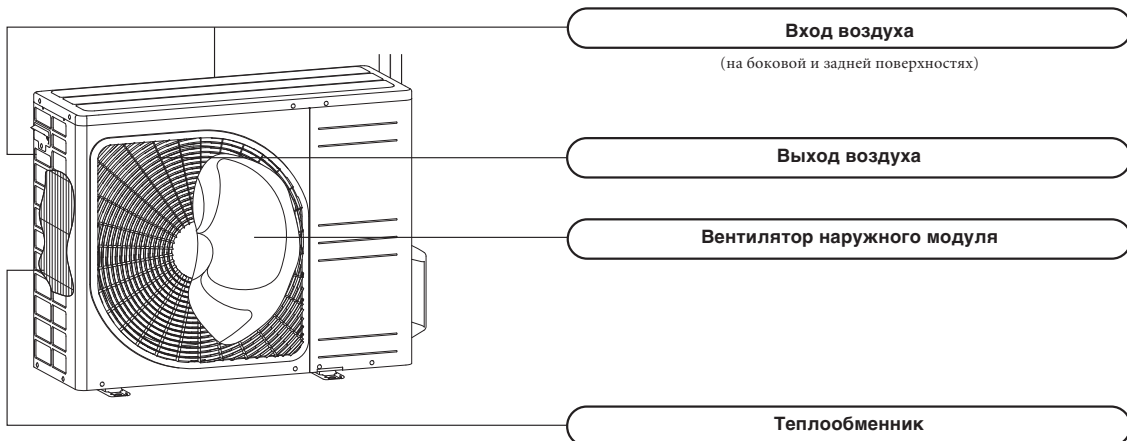 Вход воздуха
(на боковой и задней поверхностях)
Выход воздуха
Вентилятор наружного модуля
Теплообменник